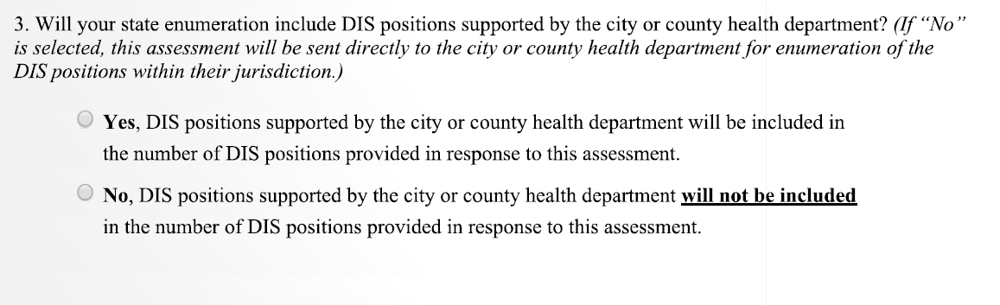 3. Will your state enumeration include DIS positions supported by the city or county health department? (If “No”
is selected, this assessment will be sent directly to the city or county health department for enumeration of the
DIS positions within their jurisdiction.)
Yes, DIS positions supported by the city or county health department will be included in
the number of DIS positions provided in response to this assessment.
No, DIS positions supported by the city or county health department will not be included
in the number of DIS positions provided in response to this assessment.